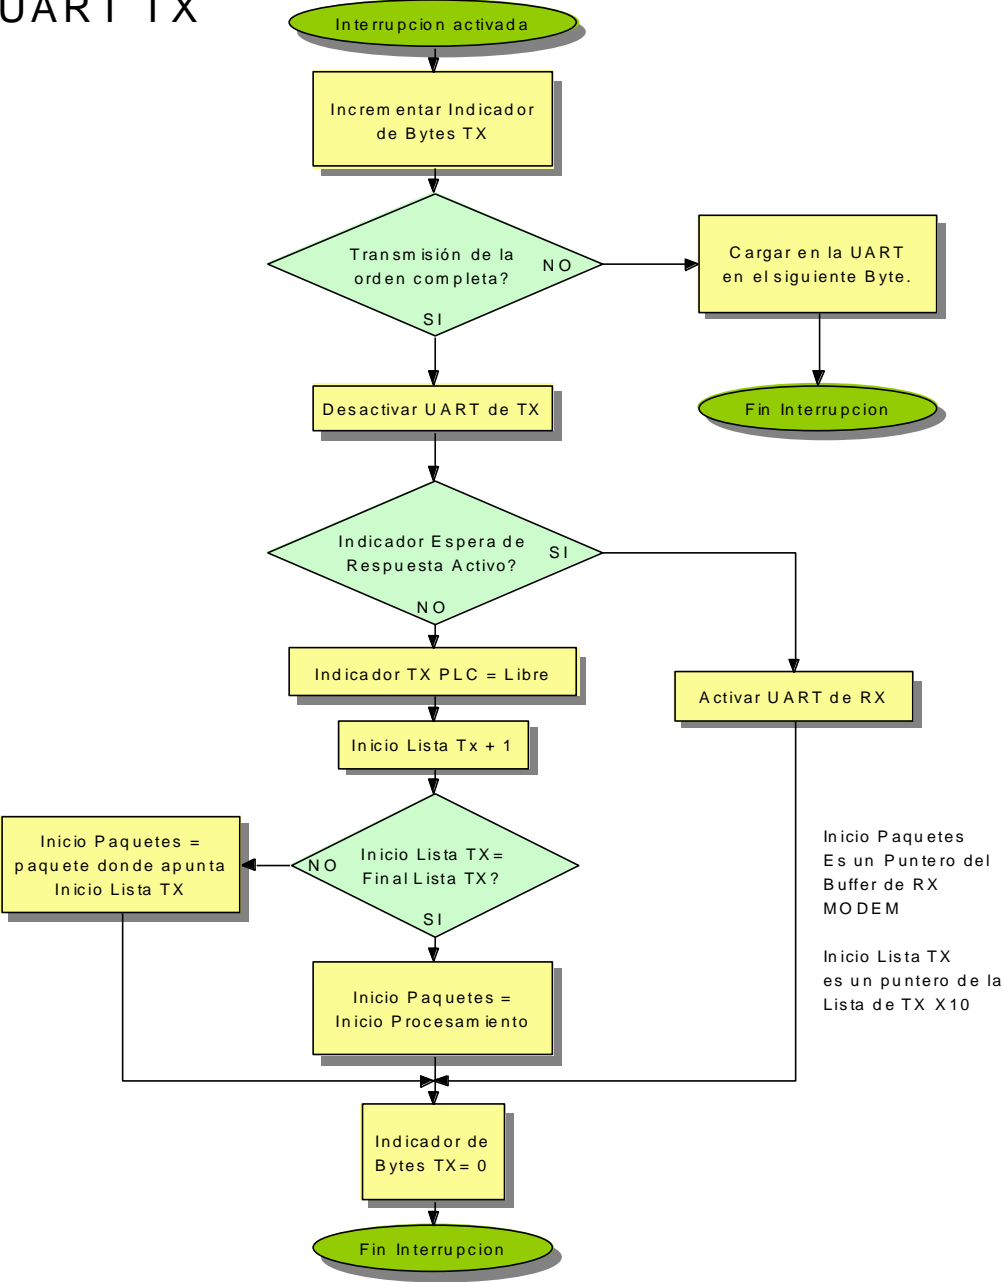 UART TX
Interrupcion activada
Incrementar Indicador
de Bytes TX
Transmisión de la
orden completa?
NO
SI
Cargar en la UART
en el siguiente Byte.
Fin Interrupcion
Desactivar UART de TX
Indicador Espera de
Respuesta Activo?
SI
NO
Indicador TX PLC = Libre
Activar UART de RX
Inicio Lista Tx + 1
Inicio Paquetes =
paquete donde apunta
Inicio Lista TX
NO
Inicio Lista TX=
Final Lista TX?
SI
Inicio Paquetes
Es un Puntero del
Buffer de RX
MODEM
Inicio Lista TX
es un puntero de la
Lista de TX X10
Inicio Paquetes =
Inicio Procesamiento
Indicador de
Bytes TX= 0
Fin Interrupcion